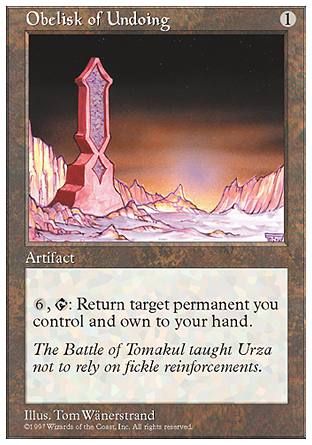 Obelisk of Undoing 1
Artifact
6, : Return target permanent you
control and own to your hand.
The Battle of Tomakul taught Urza
not to rely on fickle reinforcements.
Illus. Tom Wänerstrand
©1997 Wizards of the Coast, Inc. All rights reserved.